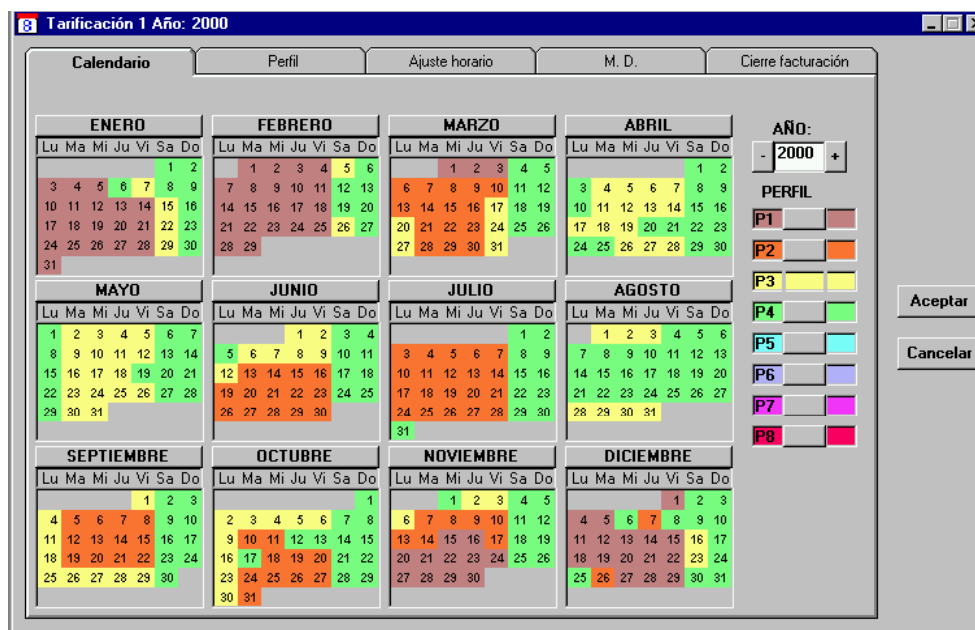 8 Tarificación 1 Año: 2000
Calendario Perfil Ajuste horario M. D. Cierre facturación
ENERO FEBRERO MARZO ABRIL AÑO:
Lu Ma Mi Ju Vi Sa Do Lu Ma Mi Ju Vi Sa Do Lu Ma Mi Ju Vi Sa Do Lu Ma Mi Ju Vi Sa Do - 2000 +
1 2 1 2 3 4 5 6 1 2 3 4 5 1 2
3 4 5 6 7 8 9 7 8 9 10 11 12 13 6 7 8 9 10 11 12 3 4 5 6 7 8 9 PERFIL
10 11 12 13 14 15 16 14 15 16 17 18 19 20 13 14 15 16 17 18 19 10 11 12 13 14 15 16 P1
17 18 19 20 21 22 23 21 22 23 24 25 26 27 20 21 22 23 24 25 26 17 18 19 20 21 22 23
24 25 26 27 28 29 30 28 29 27 28 29 30 31 24 25 26 27 28 29 30 P2
31
MAYO JUNIO JULIO AGOSTO P3
Lu Ma Mi Ju Vi Sa Do Lu Ma Mi Ju Vi Sa Do Lu Ma Mi Ju Vi Sa Do Lu Ma Mi Ju Vi Sa Do P4 Aceptar
1 2 3 4 5 6 7 1 2 3 4 1 2 1 2 3 4 5 6
8 9 10 11 12 13 14 5 6 7 8 9 10 11 3 4 5 6 7 8 9 7 8 9 10 11 12 13 P5 Cancelar
15 16 17 18 19 20 21 12 13 14 15 16 17 18 10 11 12 13 14 15 16 14 15 16 17 18 19 20 P6
22 23 24 25 26 27 28 19 20 21 22 23 24 25 17 18 19 20 21 22 23 21 22 23 24 25 26 27
29 30 31 26 27 28 29 30 24 25 26 27 28 29 30 28 29 30 31 P7
31 P8
SEPTIEMBRE OCTUBRE NOVIEMBRE DICIEMBRE
Lu Ma Mi Ju Vi Sa Do Lu Ma Mi Ju Vi Sa Do Lu Ma Mi Ju Vi Sa Do Lu Ma Mi Ju Vi Sa Do
1 2 3 1 1 2 3 4 5 1 2 3
4 5 6 7 8 9 10 2 3 4 5 6 7 8 6 7 8 9 10 11 12 4 5 6 7 8 9 10
11 12 13 14 15 16 17 9 10 11 12 13 14 15 13 14 15 16 17 18 19 11 12 13 14 15 16 17
18 19 20 21 22 23 24 16 17 18 19 20 21 22 20 21 22 23 24 25 26 18 19 20 21 22 23 24
25 26 27 28 29 30 23 24 25 26 27 28 29 27 28 29 30 25 26 27 28 29 30 31
30 31